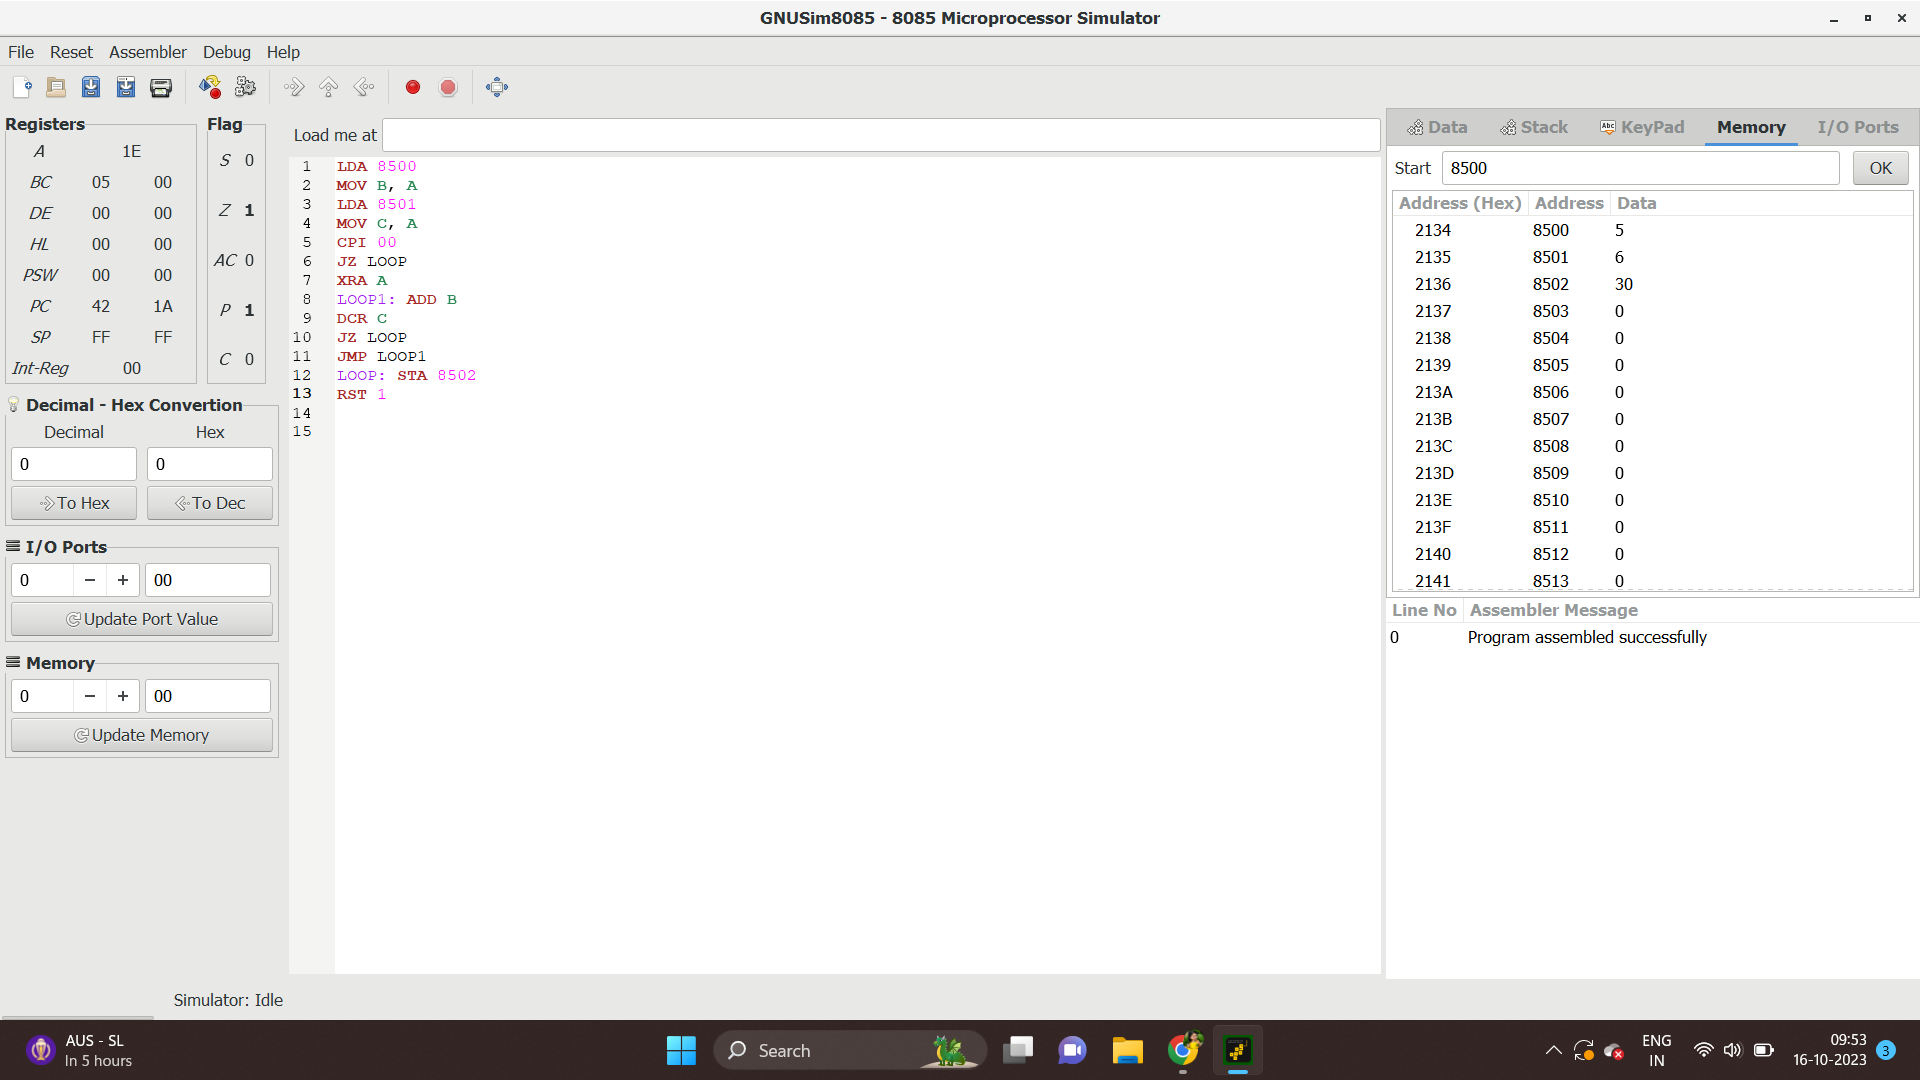 GNUSim8085 - 8085 Microprocessor Simulator
File Reset Assembler Debug Help
Registers
A 1E
BC 05 00
DE 00 00
HL 00 00
PSW 00 00
PC 42 1A
SP FF FF
Int-Reg 00
Flag
S 0
Z 1
AC 0
P 1
C 0
Decimal - Hex Convertion
Decimal Hex
0 0
To Hex To Dec
I/O Ports
0 − + 00
Update Port Value
Memory
0 − + 00
Update Memory
Load me at
1 LDA 8500
2 MOV B, A
3 LDA 8501
4 MOV C, A
5 CPI 00
6 JZ LOOP
7 XRA A
8 LOOP1: ADD B
9 DCR C
10 JZ LOOP
11 JMP LOOP1
12 LOOP: STA 8502
13 RST 1
14
15
Data Stack Abc KeyPad Memory I/O Ports
Start 8500 OK
Address (Hex) Address Data
2134 8500 5
2135 8501 6
2136 8502 30
2137 8503 0
2138 8504 0
2139 8505 0
213A 8506 0
213B 8507 0
213C 8508 0
213D 8509 0
213E 8510 0
213F 8511 0
2140 8512 0
2141 8513 0
Line No Assembler Message
0 Program assembled successfully
Simulator: Idle
AUS - SL
In 5 hours
Search
ENG
IN
09:53
16-10-2023
3